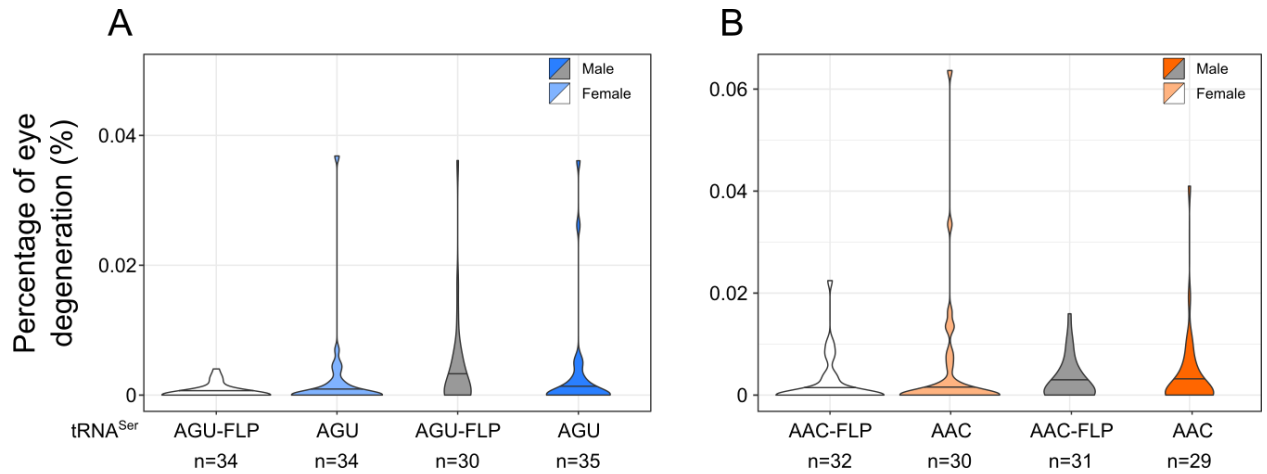 A
B
Percentage of eye
degeneration (%)
Male
Female
0.04
0.02
0
Male
Female
0.06
0.04
0.02
0
tRNA^Ser AGU-FLP AGU AGU-FLP AGU
n=34 n=34 n=30 n=35
AAC-FLP AAC AAC-FLP AAC
n=32 n=30 n=31 n=29